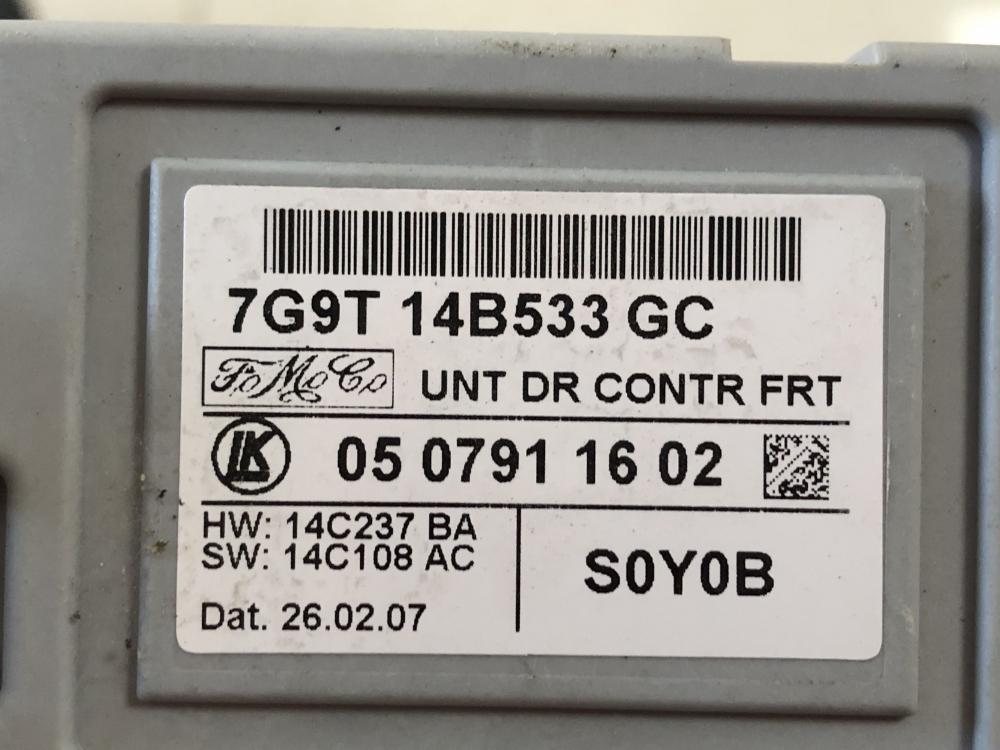 7G9T 14B533 GC
FoMoCo UNT DR CONTR FRT
LK 05 0791 16 02
HW: 14C237 BA
SW: 14C108 AC
S0Y0B
Dat. 26.02.07